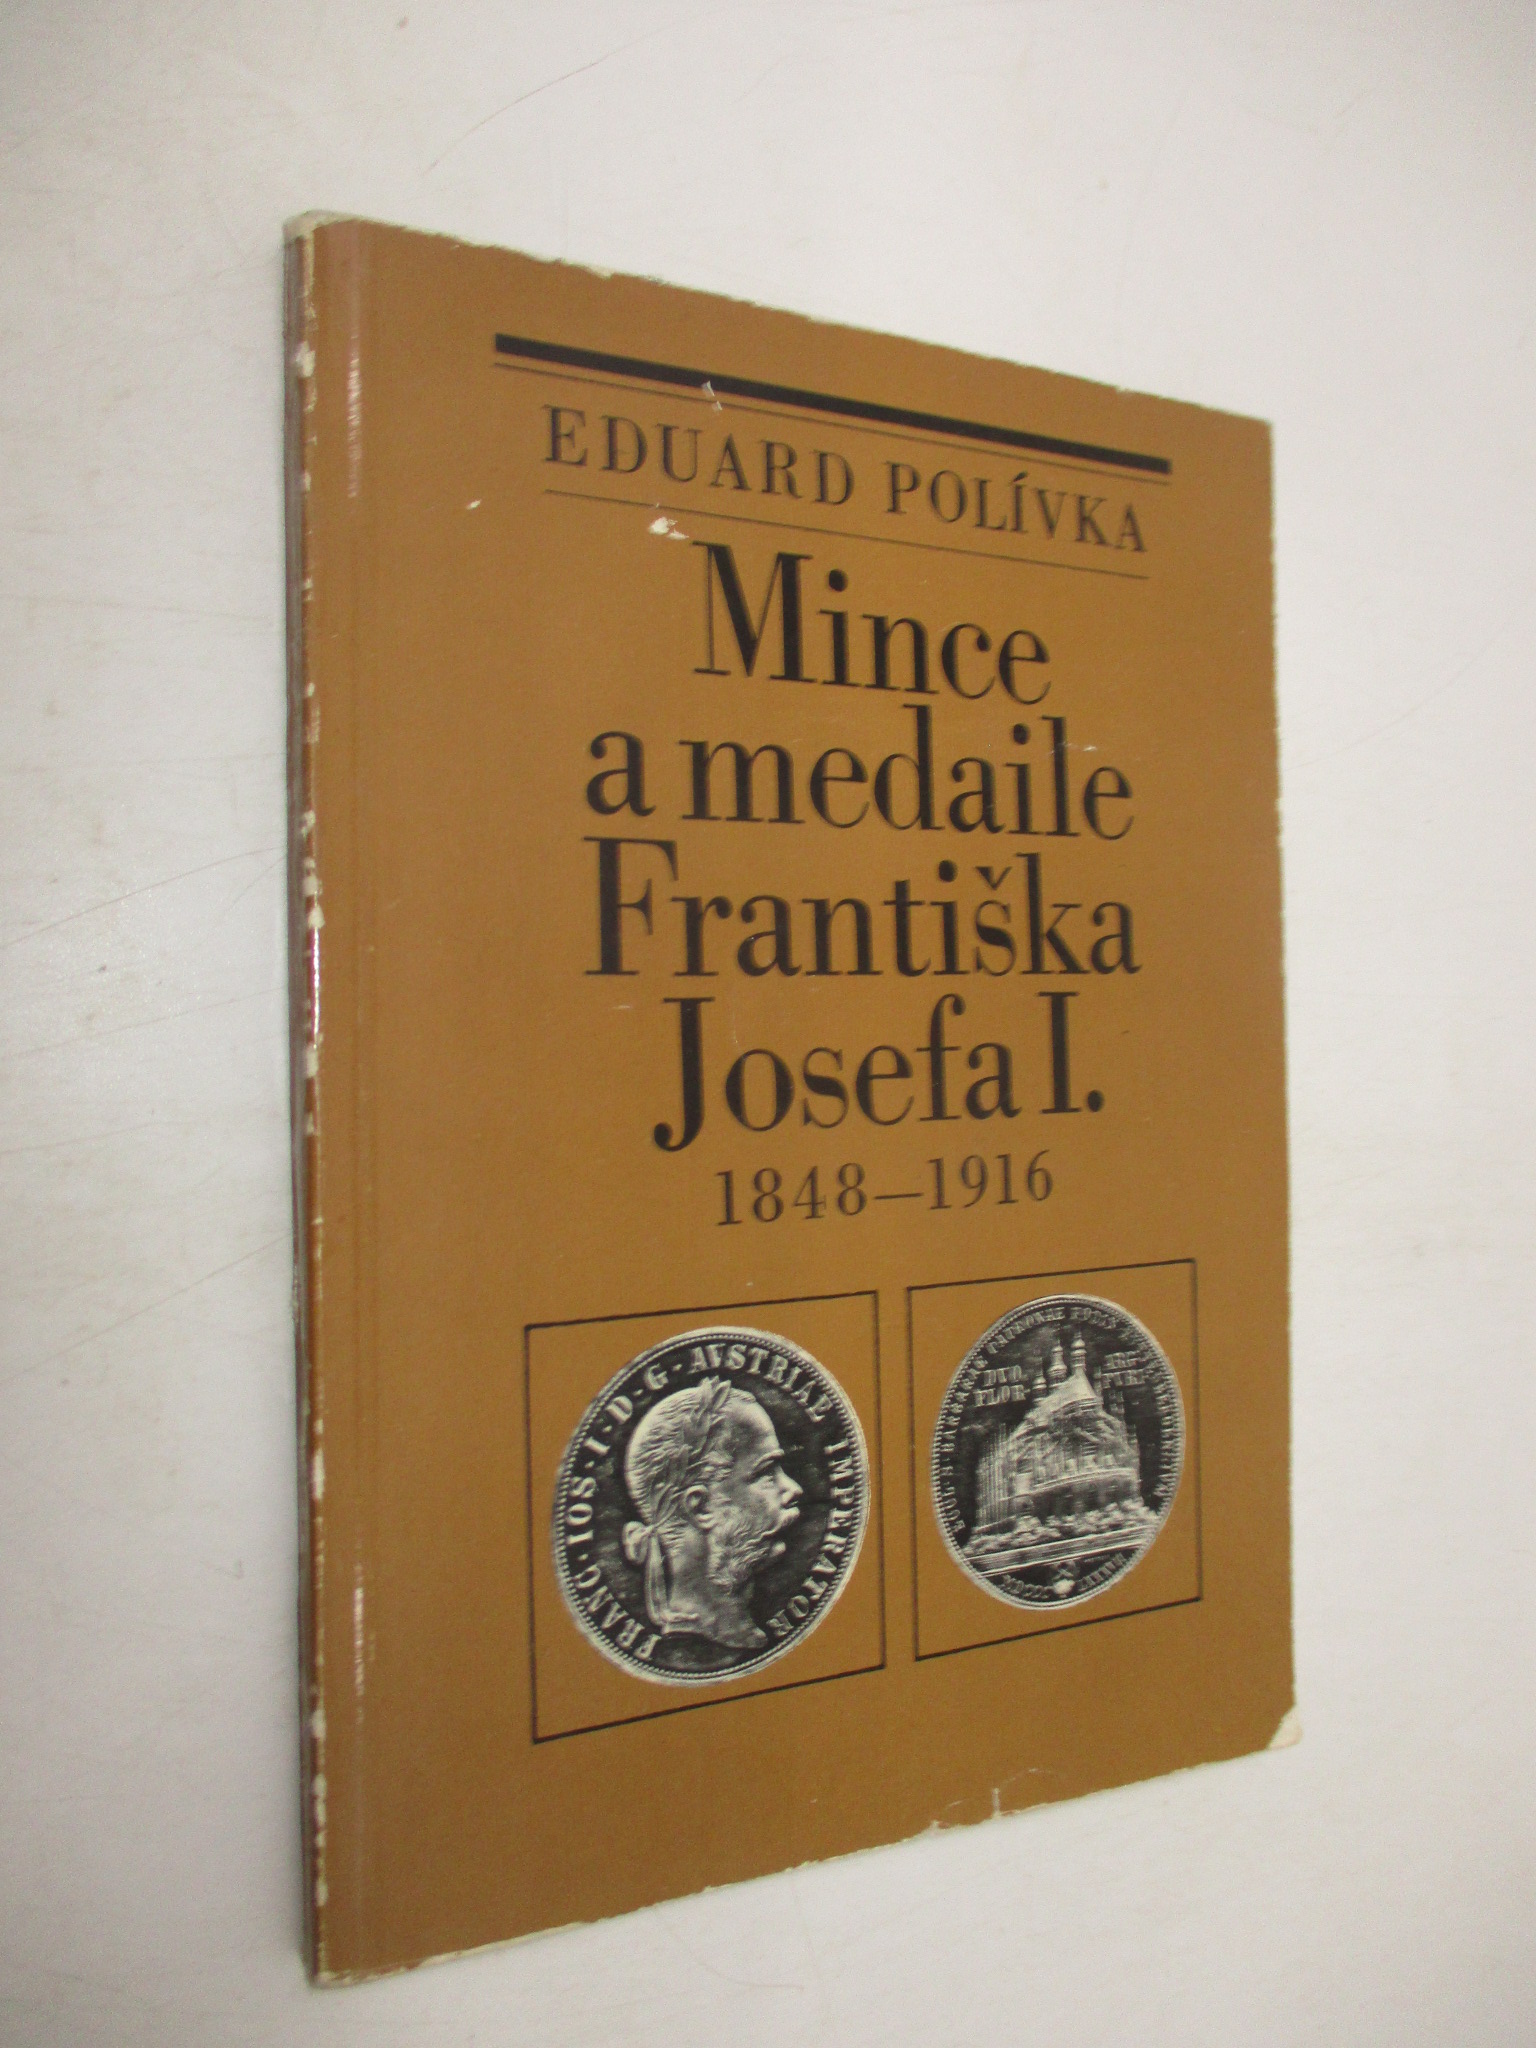 EDUARD POLÍVKA
Mince
a medaile
Františka
Josefa I.
1848–1916
FRANC·IOS·I·D·G·AVSTRIAE IMPERATOR
DVO. FLOR